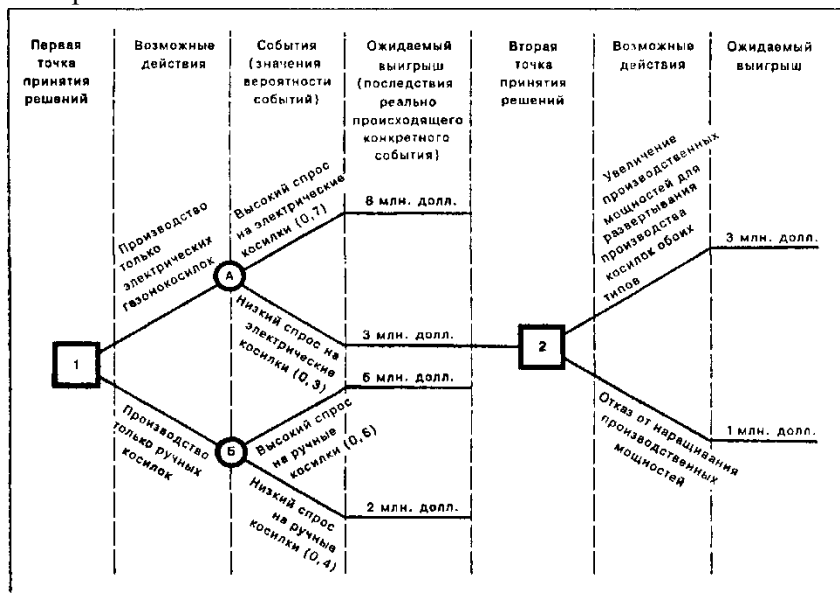 Первая
точка
принятия
решений
Возможные
действия
События
(значения
вероятности
событий)
Ожидаемый
выигрыш
(последствия
реально
происходящего
конкретного
события)
Вторая
точка
принятия
решений
Возможные
действия
Ожидаемый
выигрыш
Производство
только
электрических
газонокосилок
Высокий спрос
на электрические
косилки (0,7)
8 млн. долл.
А
Низкий спрос на
электрические
косилки (0,3)
3 млн. долл.
1
Производство
только ручных
косилок
Б
Высокий спрос
на ручные
косилки (0,6)
6 млн. долл.
Низкий спрос
на ручные
косилки (0,4)
2 млн. долл.
2
Увеличение
производственных
мощностей для
развертывания
производства
косилок обоих
типов
3 млн. долл.
Отказ от наращивания
производственных
мощностей
1 млн. долл.